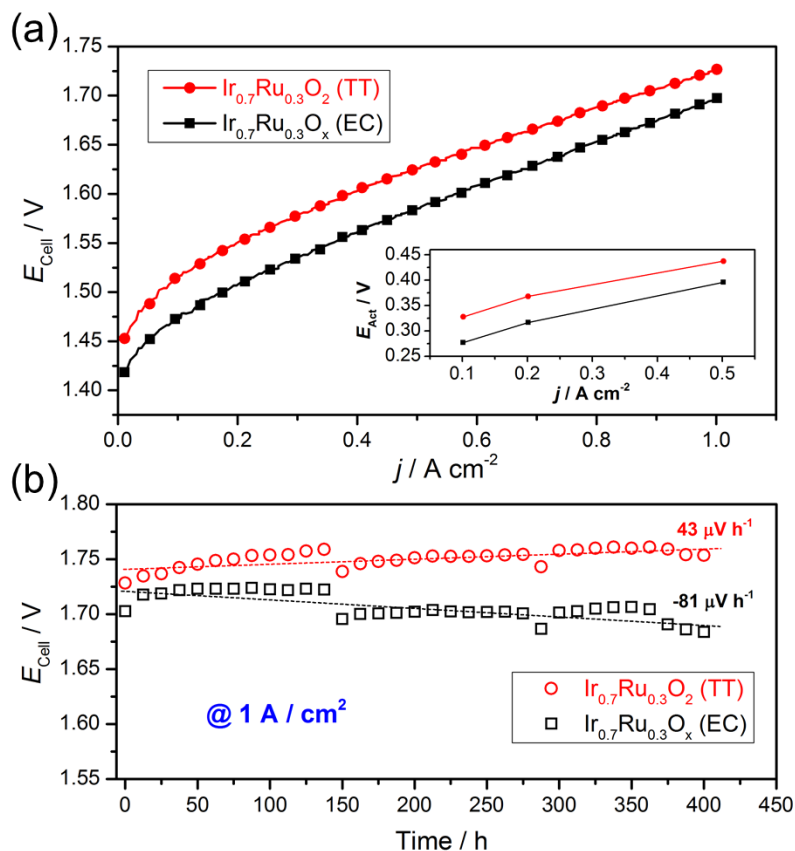 (a)
1.75
1.70
1.65
1.60
1.55
1.50
1.45
1.40
E_Cell / V
Ir₀.₇Ru₀.₃O₂ (TT)
Ir₀.₇Ru₀.₃Oₓ (EC)
0.45
0.40
0.35
0.30
0.25
E_Act / V
0.1 0.2 0.3 0.4 0.5
j / A cm⁻²
0.0 0.2 0.4 0.6 0.8 1.0
j / A cm⁻²
(b)
1.80
1.75
1.70
1.65
1.60
1.55
E_Cell / V
43 μV h⁻¹
-81 μV h⁻¹
@ 1 A / cm²
Ir₀.₇Ru₀.₃O₂ (TT)
Ir₀.₇Ru₀.₃Oₓ (EC)
0 50 100 150 200 250 300 350 400 450
Time / h